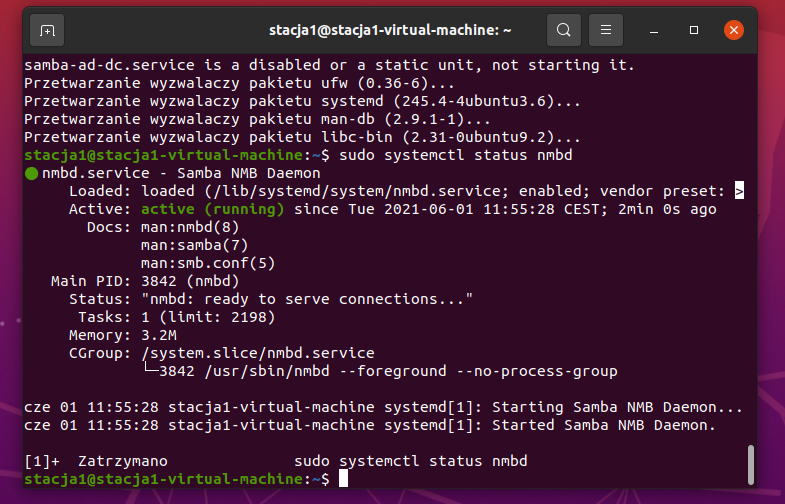 stacja1@stacja1-virtual-machine: ~
samba-ad-dc.service is a disabled or a static unit, not starting it.
Przetwarzanie wyzwalaczy pakietu ufw (0.36-6)...
Przetwarzanie wyzwalaczy pakietu systemd (245.4-4ubuntu3.6)...
Przetwarzanie wyzwalaczy pakietu man-db (2.9.1-1)...
Przetwarzanie wyzwalaczy pakietu libc-bin (2.31-0ubuntu9.2)...
stacja1@stacja1-virtual-machine:~$ sudo systemctl status nmbd
● nmbd.service - Samba NMB Daemon
Loaded: loaded (/lib/systemd/system/nmbd.service; enabled; vendor preset: >
Active: active (running) since Tue 2021-06-01 11:55:28 CEST; 2min 0s ago
Docs: man:nmbd(8)
man:samba(7)
man:smb.conf(5)
Main PID: 3842 (nmbd)
Status: "nmbd: ready to serve connections..."
Tasks: 1 (limit: 2198)
Memory: 3.2M
CGroup: /system.slice/nmbd.service
└─3842 /usr/sbin/nmbd --foreground --no-process-group
cze 01 11:55:28 stacja1-virtual-machine systemd[1]: Starting Samba NMB Daemon...
cze 01 11:55:28 stacja1-virtual-machine systemd[1]: Started Samba NMB Daemon.
[1]+  Zatrzymano              sudo systemctl status nmbd
stacja1@stacja1-virtual-machine:~$